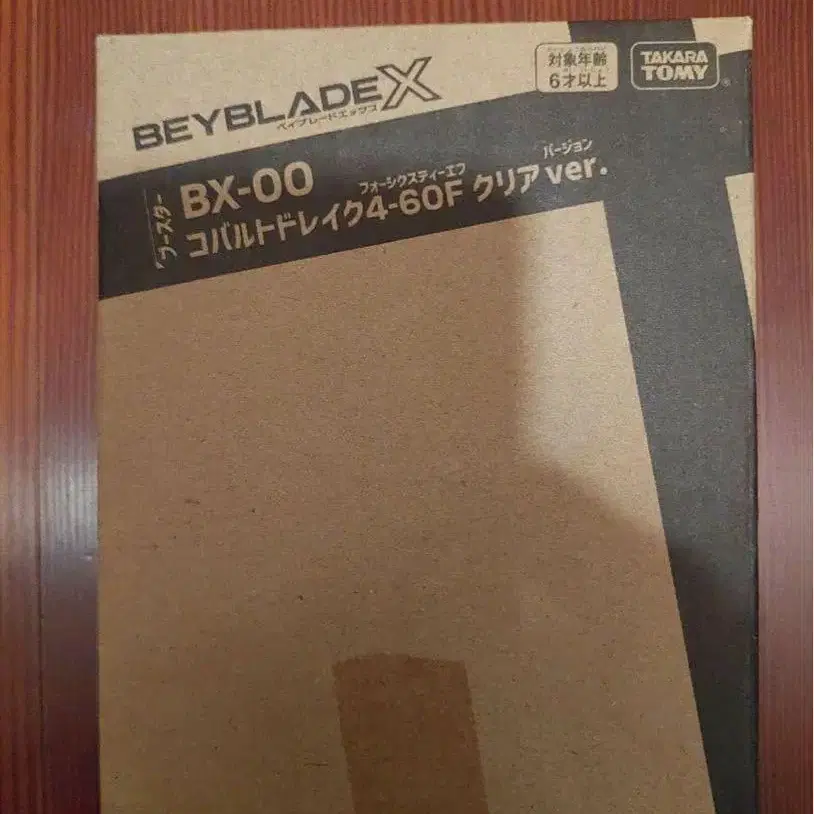 BEYBLADE X
ベイブレードエックス
対象年齢
6才以上
TAKARA
TOMY
ブースター
BX-00
フォーシクスティーエフ
バージョン
コバルトドレイク4-60F クリアver.